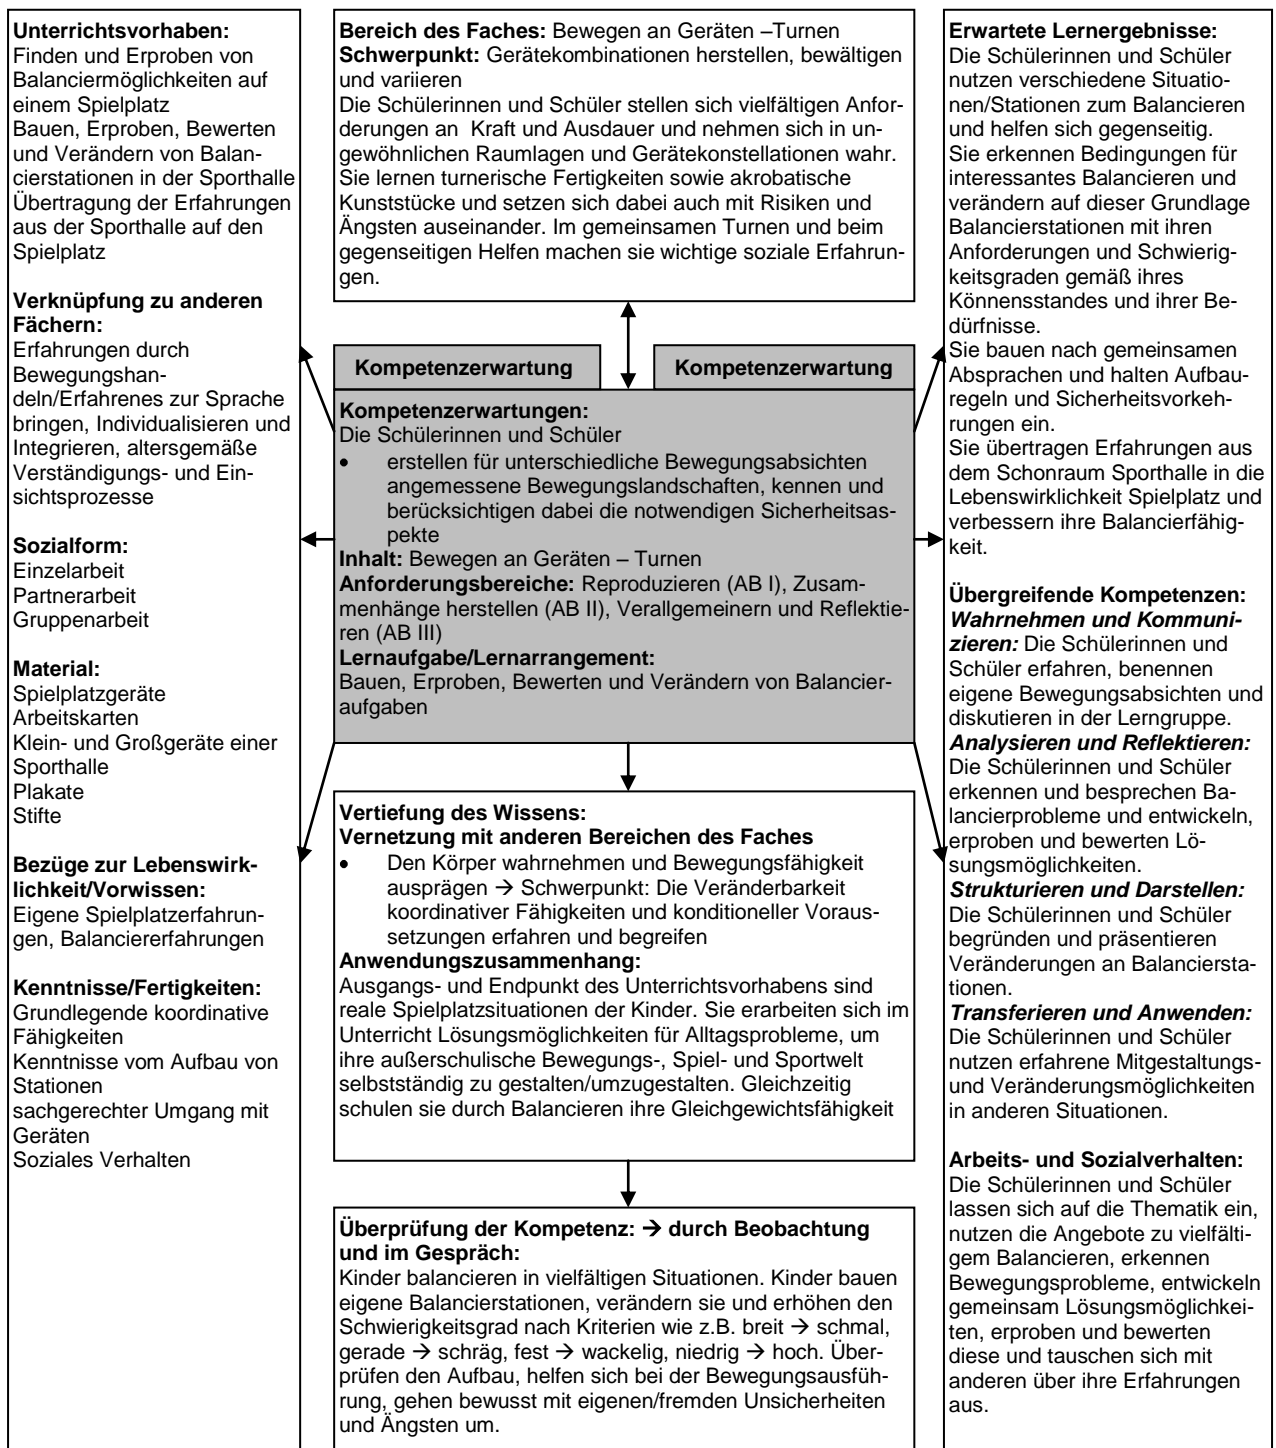 Unterrichtsvorhaben:
Finden und Erproben von
Balanciermöglichkeiten auf
einem Spielplatz
Bauen, Erproben, Bewerten
und Verändern von Balan-
cierstationen in der Sporthalle
Übertragung der Erfahrungen
aus der Sporthalle auf den
Spielplatz
Verknüpfung zu anderen
Fächern:
Erfahrungen durch
Bewegungshan-
deln/Erfahrenes zur Sprache
bringen, Individualisieren und
Integrieren, altersgemäße
Verständigungs- und Ein-
sichtsprozesse
Sozialform:
Einzelarbeit
Partnerarbeit
Gruppenarbeit
Material:
Spielplatzgeräte
Arbeitskarten
Klein- und Großgeräte einer
Sporthalle
Plakate
Stifte
Bezüge zur Lebenswirk-
lichkeit/Vorwissen:
Eigene Spielplatzerfahrun-
gen, Balanciererfahrungen
Kenntnisse/Fertigkeiten:
Grundlegende koordinative
Fähigkeiten
Kenntnisse vom Aufbau von
Stationen
sachgerechter Umgang mit
Geräten
Soziales Verhalten
Bereich des Faches: Bewegen an Geräten –Turnen
Schwerpunkt: Gerätekombinationen herstellen, bewältigen
und variieren
Die Schülerinnen und Schüler stellen sich vielfältigen Anfor-
derungen an  Kraft und Ausdauer und nehmen sich in un-
gewöhnlichen Raumlagen und Gerätekonstellationen wahr.
Sie lernen turnerische Fertigkeiten sowie akrobatische
Kunststücke und setzen sich dabei auch mit Risiken und
Ängsten auseinander. Im gemeinsamen Turnen und beim
gegenseitigen Helfen machen sie wichtige soziale Erfahrun-
gen.
Kompetenzerwartung
Kompetenzerwartung
Kompetenzerwartungen:
Die Schülerinnen und Schüler
• erstellen für unterschiedliche Bewegungsabsichten
angemessene Bewegungslandschaften, kennen und
berücksichtigen dabei die notwendigen Sicherheitsas-
pekte
Inhalt: Bewegen an Geräten – Turnen
Anforderungsbereiche: Reproduzieren (AB I), Zusam-
menhänge herstellen (AB II), Verallgemeinern und Reflektie-
ren (AB III)
Lernaufgabe/Lernarrangement:
Bauen, Erproben, Bewerten und Verändern von Balancier-
aufgaben
Vertiefung des Wissens:
Vernetzung mit anderen Bereichen des Faches
• Den Körper wahrnehmen und Bewegungsfähigkeit
ausprägen → Schwerpunkt: Die Veränderbarkeit
koordinativer Fähigkeiten und konditioneller Voraus-
setzungen erfahren und begreifen
Anwendungszusammenhang:
Ausgangs- und Endpunkt des Unterrichtsvorhabens sind
reale Spielplatzsituationen der Kinder. Sie erarbeiten sich im
Unterricht Lösungsmöglichkeiten für Alltagsprobleme, um
ihre außerschulische Bewegungs-, Spiel- und Sportwelt
selbstständig zu gestalten/umzugestalten. Gleichzeitig
schulen sie durch Balancieren ihre Gleichgewichtsfähigkeit
Überprüfung der Kompetenz: → durch Beobachtung
und im Gespräch:
Kinder balancieren in vielfältigen Situationen. Kinder bauen
eigene Balancierstationen, verändern sie und erhöhen den
Schwierigkeitsgrad nach Kriterien wie z.B. breit → schmal,
gerade → schräg, fest → wackelig, niedrig → hoch. Über-
prüfen den Aufbau, helfen sich bei der Bewegungsausfüh-
rung, gehen bewusst mit eigenen/fremden Unsicherheiten
und Ängsten um.
Erwartete Lernergebnisse:
Die Schülerinnen und Schüler
nutzen verschiedene Situatio-
nen/Stationen zum Balancieren
und helfen sich gegenseitig.
Sie erkennen Bedingungen für
interessantes Balancieren und
verändern auf dieser Grundlage
Balancierstationen mit ihren
Anforderungen und Schwierig-
keitsgraden gemäß ihres
Könnensstandes und ihrer Be-
dürfnisse.
Sie bauen nach gemeinsamen
Absprachen und halten Aufbau-
regeln und Sicherheitsvorkeh-
rungen ein.
Sie übertragen Erfahrungen aus
dem Schonraum Sporthalle in die
Lebenswirklichkeit Spielplatz und
verbessern ihre Balancierfähig-
keit.
Übergreifende Kompetenzen:
Wahrnehmen und Kommuni-
zieren: Die Schülerinnen und
Schüler erfahren, benennen
eigene Bewegungsabsichten und
diskutieren in der Lerngruppe.
Analysieren und Reflektieren:
Die Schülerinnen und Schüler
erkennen und besprechen Ba-
lancierprobleme und entwickeln,
erproben und bewerten Lö-
sungsmöglichkeiten.
Strukturieren und Darstellen:
Die Schülerinnen und Schüler
begründen und präsentieren
Veränderungen an Balanciersta-
tionen.
Transferieren und Anwenden:
Die Schülerinnen und Schüler
nutzen erfahrene Mitgestaltungs-
und Veränderungsmöglichkeiten
in anderen Situationen.
Arbeits- und Sozialverhalten:
Die Schülerinnen und Schüler
lassen sich auf die Thematik ein,
nutzen die Angebote zu vielfälti-
gem Balancieren, erkennen
Bewegungsprobleme, entwickeln
gemeinsam Lösungsmöglichkei-
ten, erproben und bewerten
diese und tauschen sich mit
anderen über ihre Erfahrungen
aus.